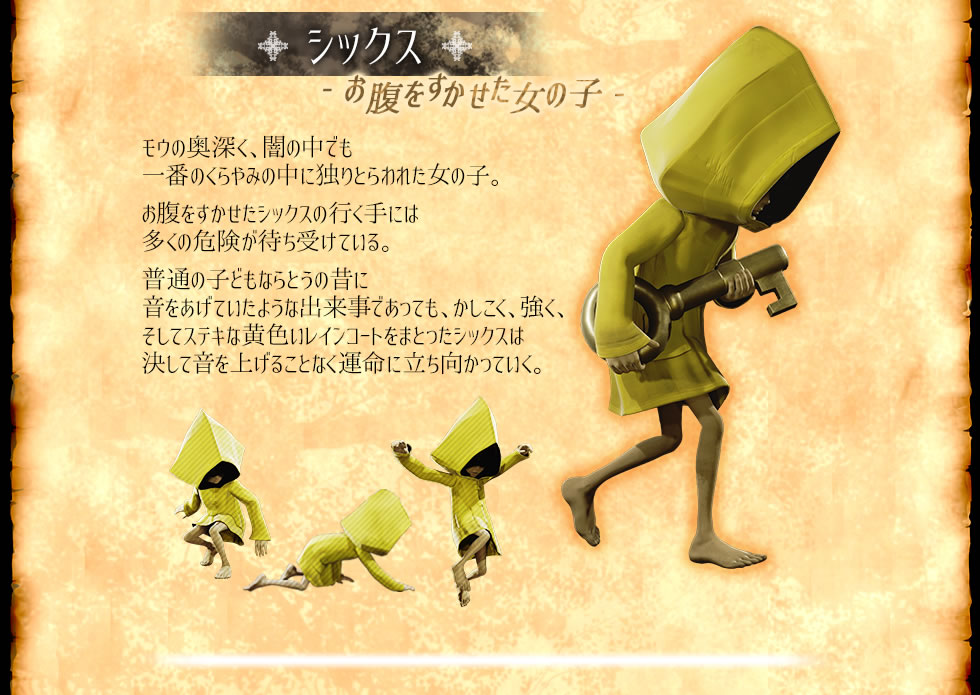 シックス
- お腹をすかせた女の子 -
モウの奥深く、闇の中でも
一番のくらやみの中に独りとらわれた女の子。
お腹をすかせたシックスの行く手には
多くの危険が待ち受けている。
普通の子どもならとうの昔に
音をあげていたような出来事であっても、かしこく、強く、
そしてステキな黄色いレインコートをまとったシックスは
決して音を上げることなく運命に立ち向かっていく。